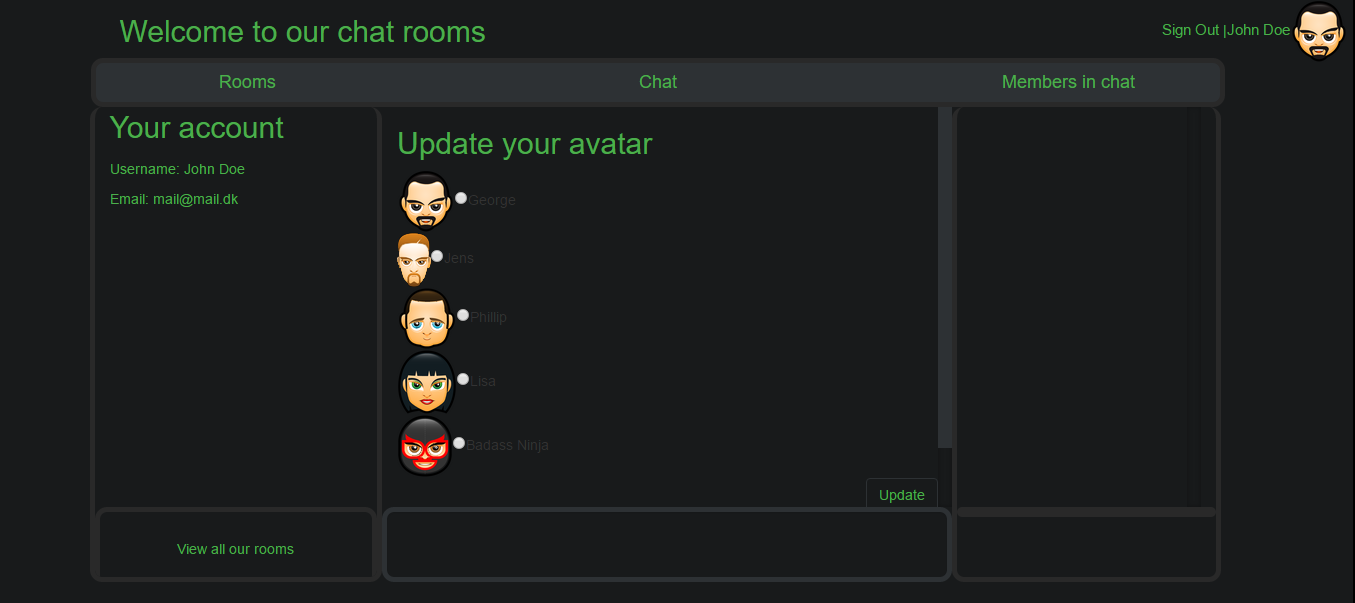 Welcome to our chat rooms
Sign Out |John Doe
Rooms Chat Members in chat
Your account
Username: John Doe
Email: mail@mail.dk
Update your avatar
George
Jens
Phillip
Lisa
Badass Ninja
Update
View all our rooms